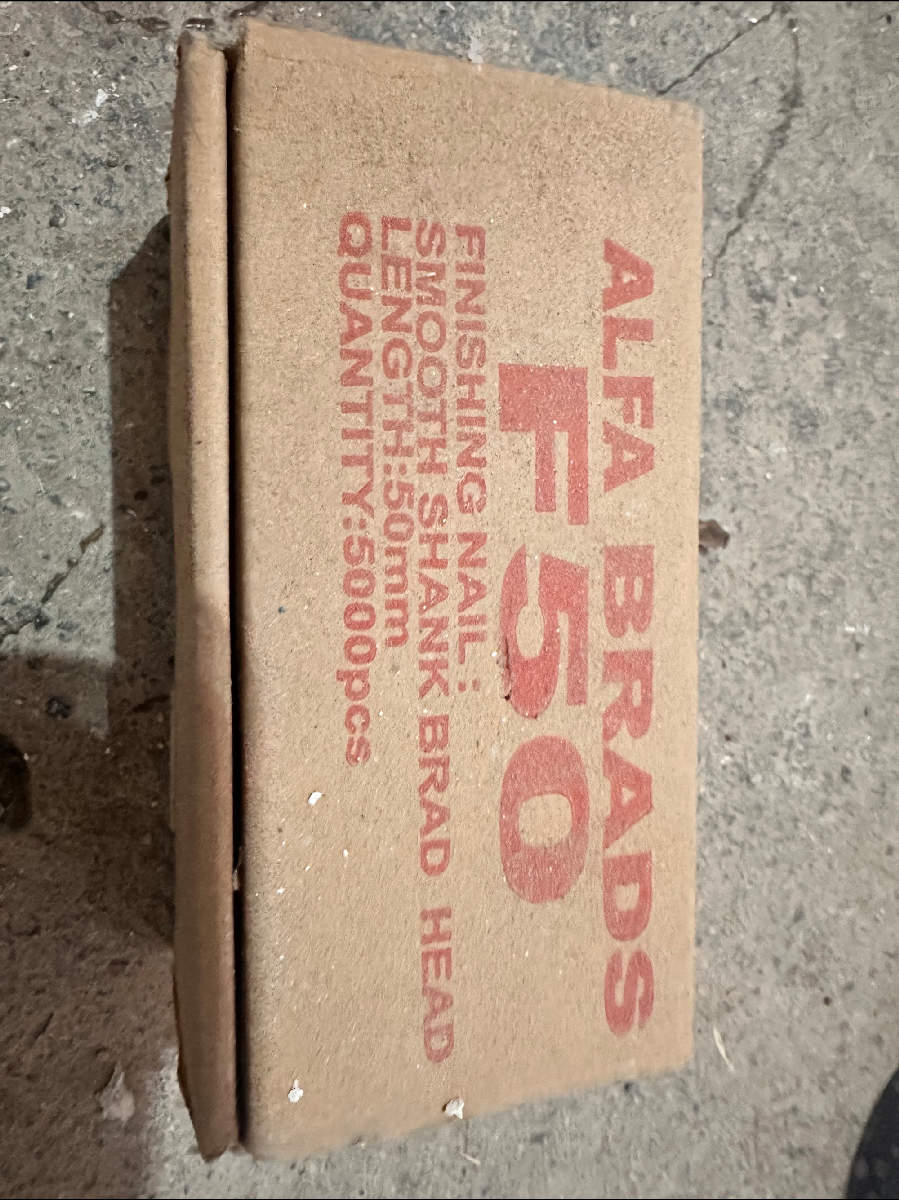 ALFA BRADS
F50
FINISHING NAIL :
SMOOTH SHANK BRAD HEAD
LENGTH:50mm
QUANTITY:5000pcs